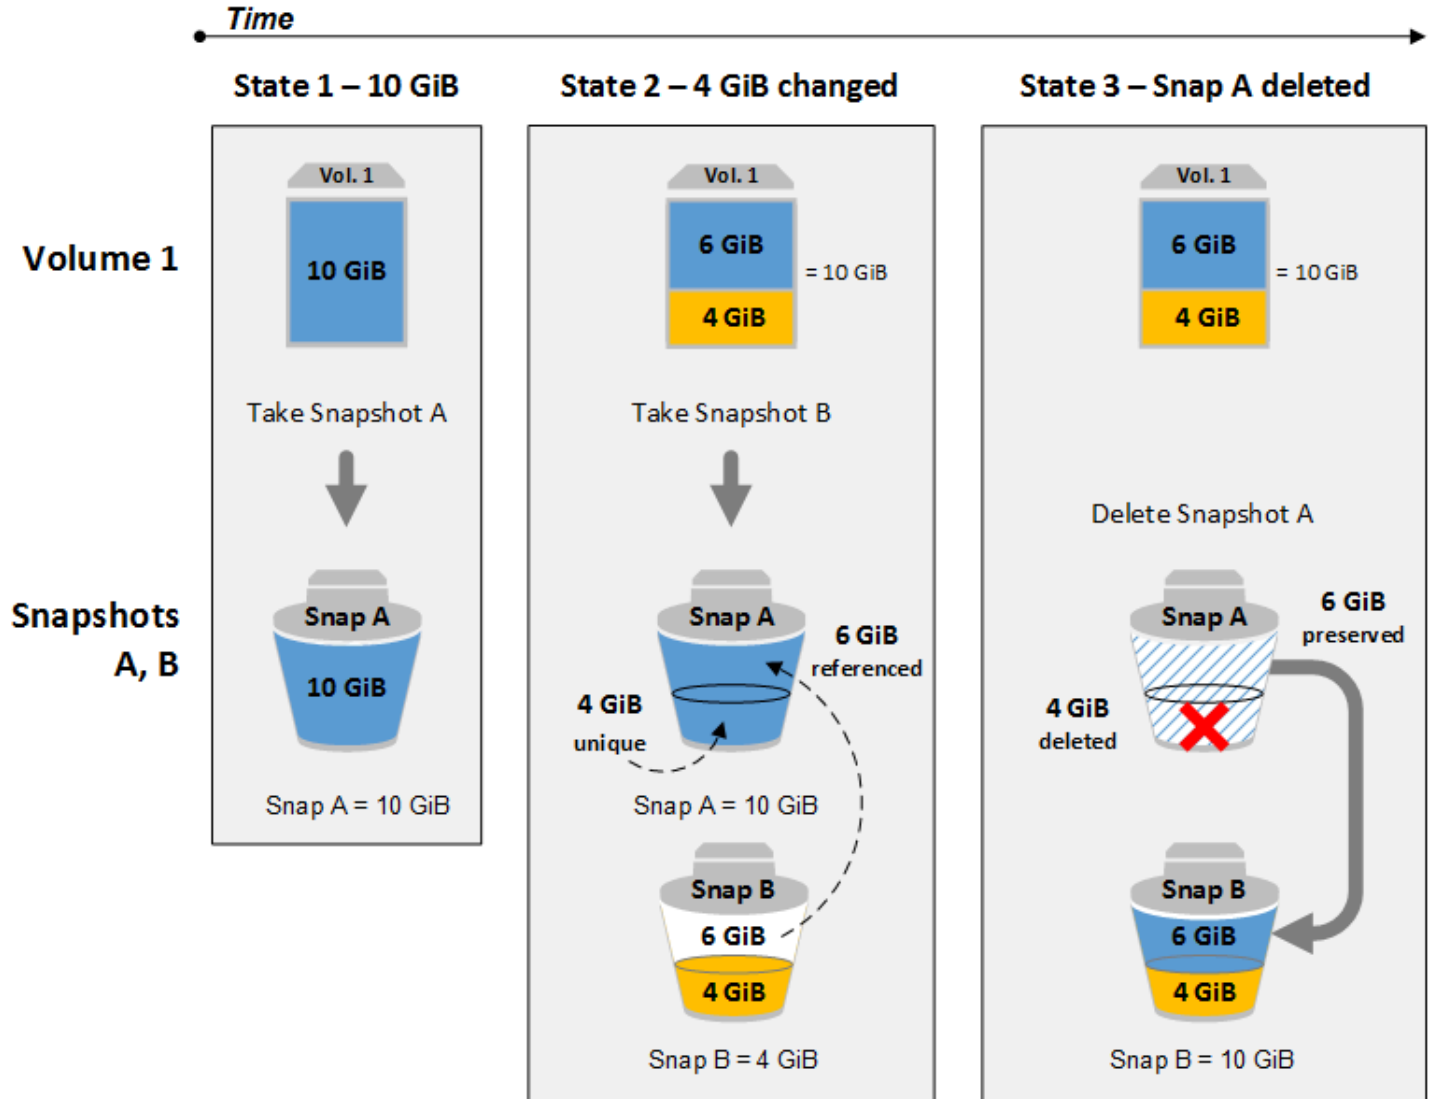 Time
State 1 – 10 GiB
State 2 – 4 GiB changed
State 3 – Snap A deleted
Volume 1
Vol. 1
10 GiB
Vol. 1
6 GiB
4 GiB
= 10 GiB
Vol. 1
6 GiB
4 GiB
= 10 GiB
Take Snapshot A
Take Snapshot B
Delete Snapshot A
Snapshots
A, B
Snap A
10 GiB
Snap A = 10 GiB
Snap A
6 GiB
referenced
4 GiB
unique
Snap A = 10 GiB
Snap B
6 GiB
4 GiB
Snap B = 4 GiB
Snap A
6 GiB
preserved
4 GiB
deleted
Snap B
6 GiB
4 GiB
Snap B = 10 GiB